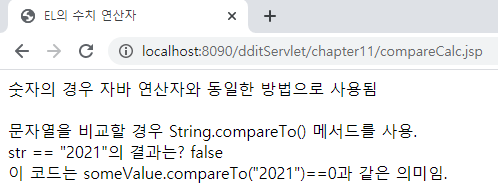 EL의 수치 연산자
localhost:8090/dditServlet/chapter11/compareCalc.jsp
숫자의 경우 자바 연산자와 동일한 방법으로 사용됨
문자열을 비교할 경우 String.compareTo() 메서드를 사용.
str == "2021"의 결과는? false
이 코드는 someValue.compareTo("2021")==0과 같은 의미임.